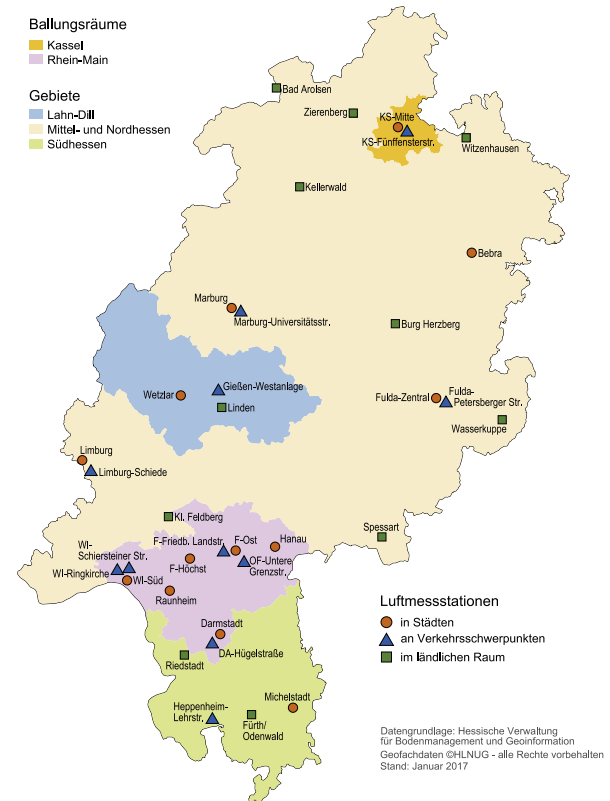 Ballungsräume
Kassel
Rhein-Main
Gebiete
Lahn-Dill
Mittel- und Nordhessen
Südhessen
Bad Arolsen
Zierenberg
KS-Mitte
KS-Fünffensterstr.
Witzenhausen
Kellerwald
Bebra
Marburg
Marburg-Universitätsstr.
Burg Herzberg
Gießen-Westanlage
Wetzlar
Linden
Fulda-Zentral
Fulda-
Petersberger Str.
Wasserkuppe
Limburg
Limburg-Schiede
Kl. Feldberg
Spessart
F-Friedb. Landstr.
F-Ost
Hanau
WI-
Schiersteiner Str.
WI-Ringkirche
WI-Süd
F-Höchst
OF-Untere
Grenzstr.
Raunheim
Darmstadt
DA-Hügelstraße
Riedstadt
Michelstadt
Heppenheim-
Lehrstr.
Fürth/
Odenwald
Luftmessstationen
in Städten
an Verkehrsschwerpunkten
im ländlichen Raum
Datengrundlage: Hessische Verwaltung
für Bodenmanagement und Geoinformation
Geofachdaten ©HLNUG - alle Rechte vorbehalten
Stand: Januar 2017